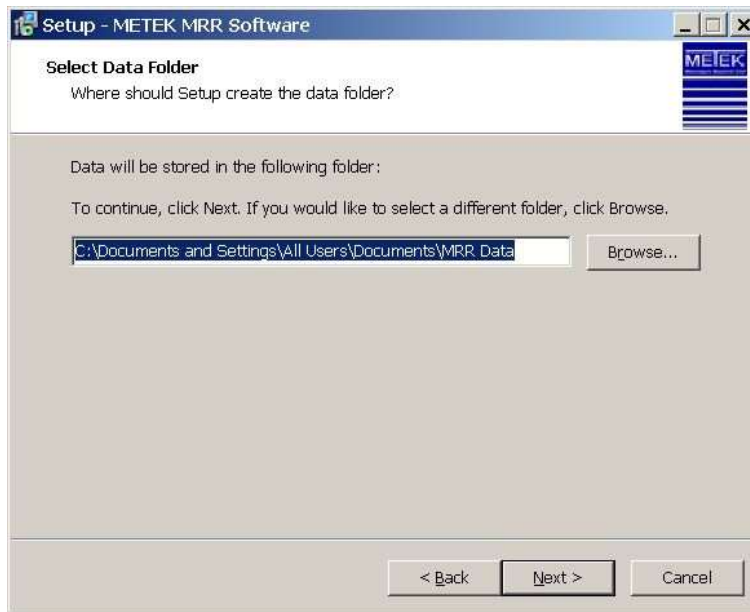 Setup - METEK MRR Software
Select Data Folder
Where should Setup create the data folder?
METEK
Data will be stored in the following folder:
To continue, click Next. If you would like to select a different folder, click Browse.
C:\Documents and Settings\All Users\Documents\MRR Data
Browse...
< Back
Next >
Cancel